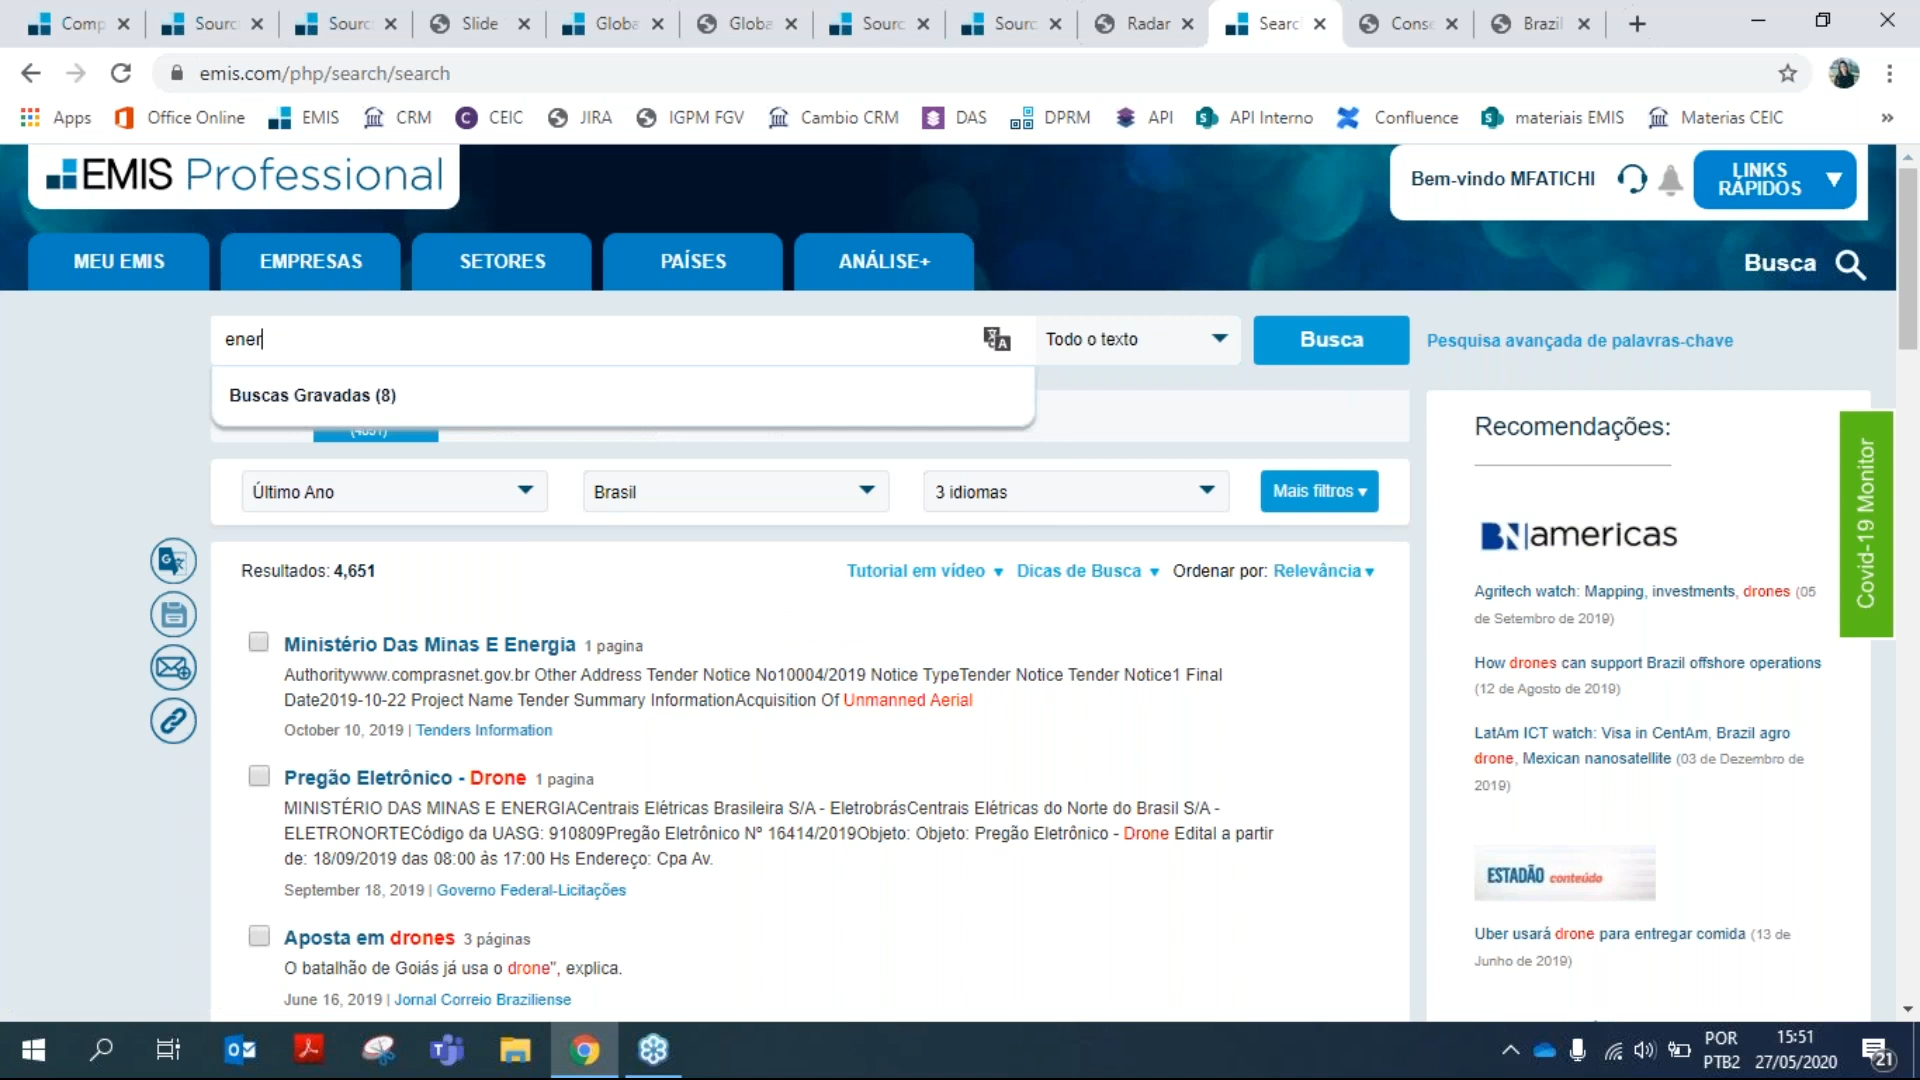 Comp
Sourc
Sourc
Slide
Globa
Globa
Sourc
Sourc
Radar
Searc
Conse
Brazil
emis.com/php/search/search
Apps
Office Online
EMIS
CRM
CEIC
JIRA
IGPM FGV
Cambio CRM
DAS
DPRM
API
API Interno
Confluence
materiais EMIS
Materias CEIC
»
EMIS Professional
Bem-vindo MFATICHI
LINKS
RÁPIDOS
MEU EMIS
EMPRESAS
SETORES
PAÍSES
ANÁLISE+
Busca
ener
Todo o texto
Busca
Pesquisa avançada de palavras-chave
Buscas Gravadas (8)
(4651)
Último Ano
Brasil
3 idiomas
Mais filtros
Resultados: 4,651
Tutorial em vídeo
Dicas de Busca
Ordenar por: Relevância
Ministério Das Minas E Energia 1 pagina
Authoritywww.comprasnet.gov.br Other Address Tender Notice No10004/2019 Notice TypeTender Notice Tender Notice1 Final
Date2019-10-22 Project Name Tender Summary InformationAcquisition Of Unmanned Aerial
October 10, 2019 | Tenders Information
Pregão Eletrônico - Drone 1 pagina
MINISTÉRIO DAS MINAS E ENERGIACentrais Elétricas Brasileira S/A - EletrobrásCentrais Elétricas do Norte do Brasil S/A -
ELETRONORTECódigo da UASG: 910809Pregão Eletrônico Nº 16414/2019Objeto: Objeto: Pregão Eletrônico - Drone Edital a partir
de: 18/09/2019 das 08:00 às 17:00 Hs Endereço: Cpa Av.
September 18, 2019 | Governo Federal-Licitações
Aposta em drones 3 páginas
O batalhão de Goiás já usa o drone", explica.
June 16, 2019 | Jornal Correio Braziliense
Recomendações:
BN|americas
Agritech watch: Mapping, investments, drones (05
de Setembro de 2019)
How drones can support Brazil offshore operations
(12 de Agosto de 2019)
LatAm ICT watch: Visa in CentAm, Brazil agro
drone, Mexican nanosatellite (03 de Dezembro de
2019)
ESTADÃO conteúdo
Uber usará drone para entregar comida (13 de
Junho de 2019)
Covid-19 Monitor
POR
PTB2
15:51
27/05/2020
21